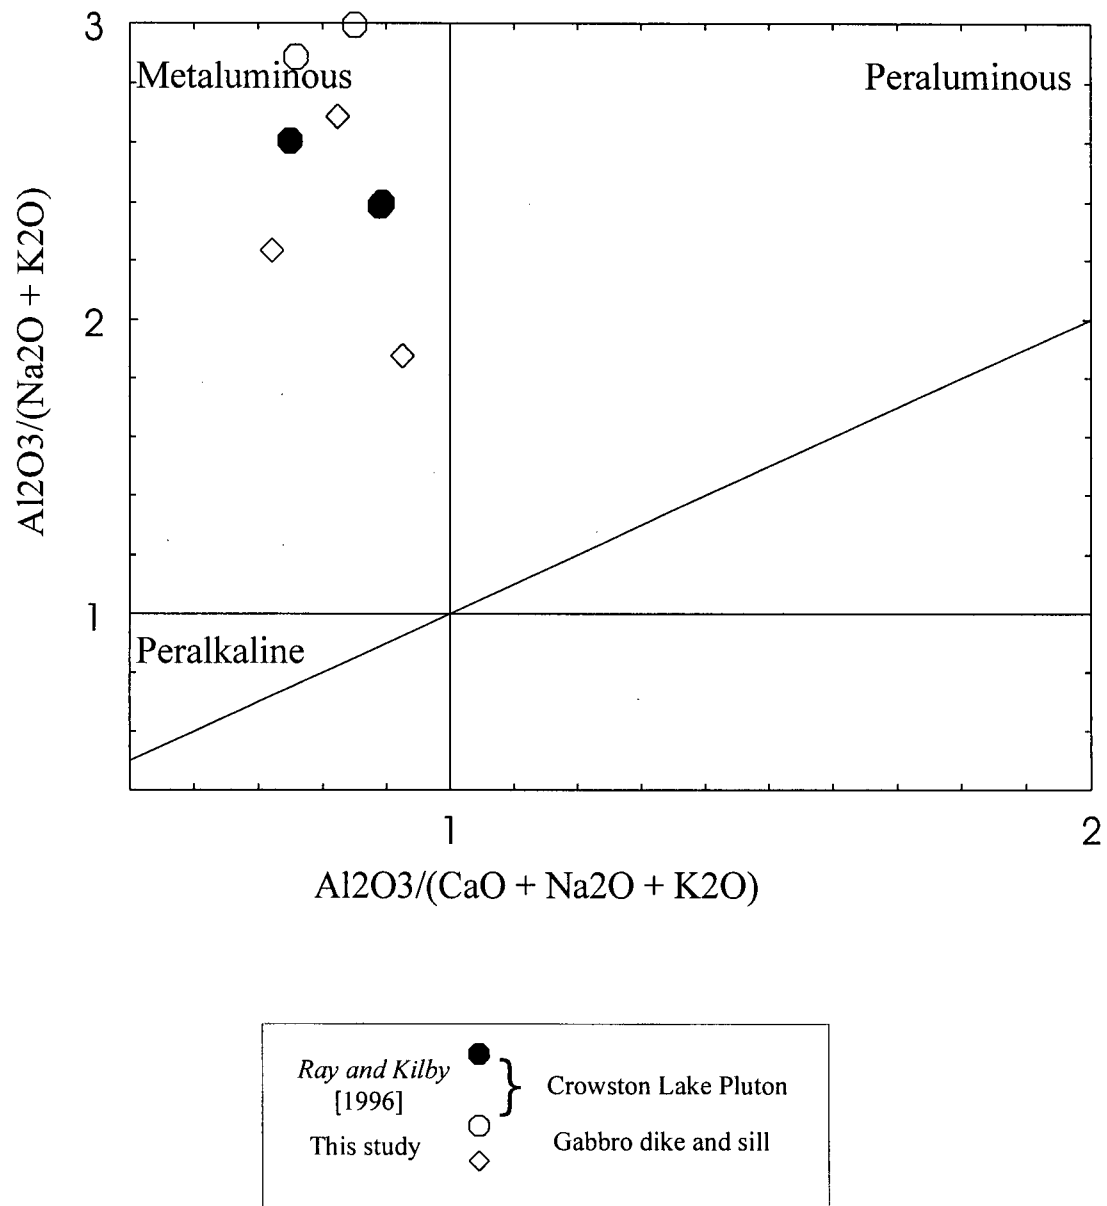 3
Metaluminous
Peraluminous
Al2O3/(Na2O + K2O)
2
1
Peralkaline
1
2
Al2O3/(CaO + Na2O + K2O)
Ray and Kilby
[1996]
} Crowston Lake Pluton
This study
Gabbro dike and sill